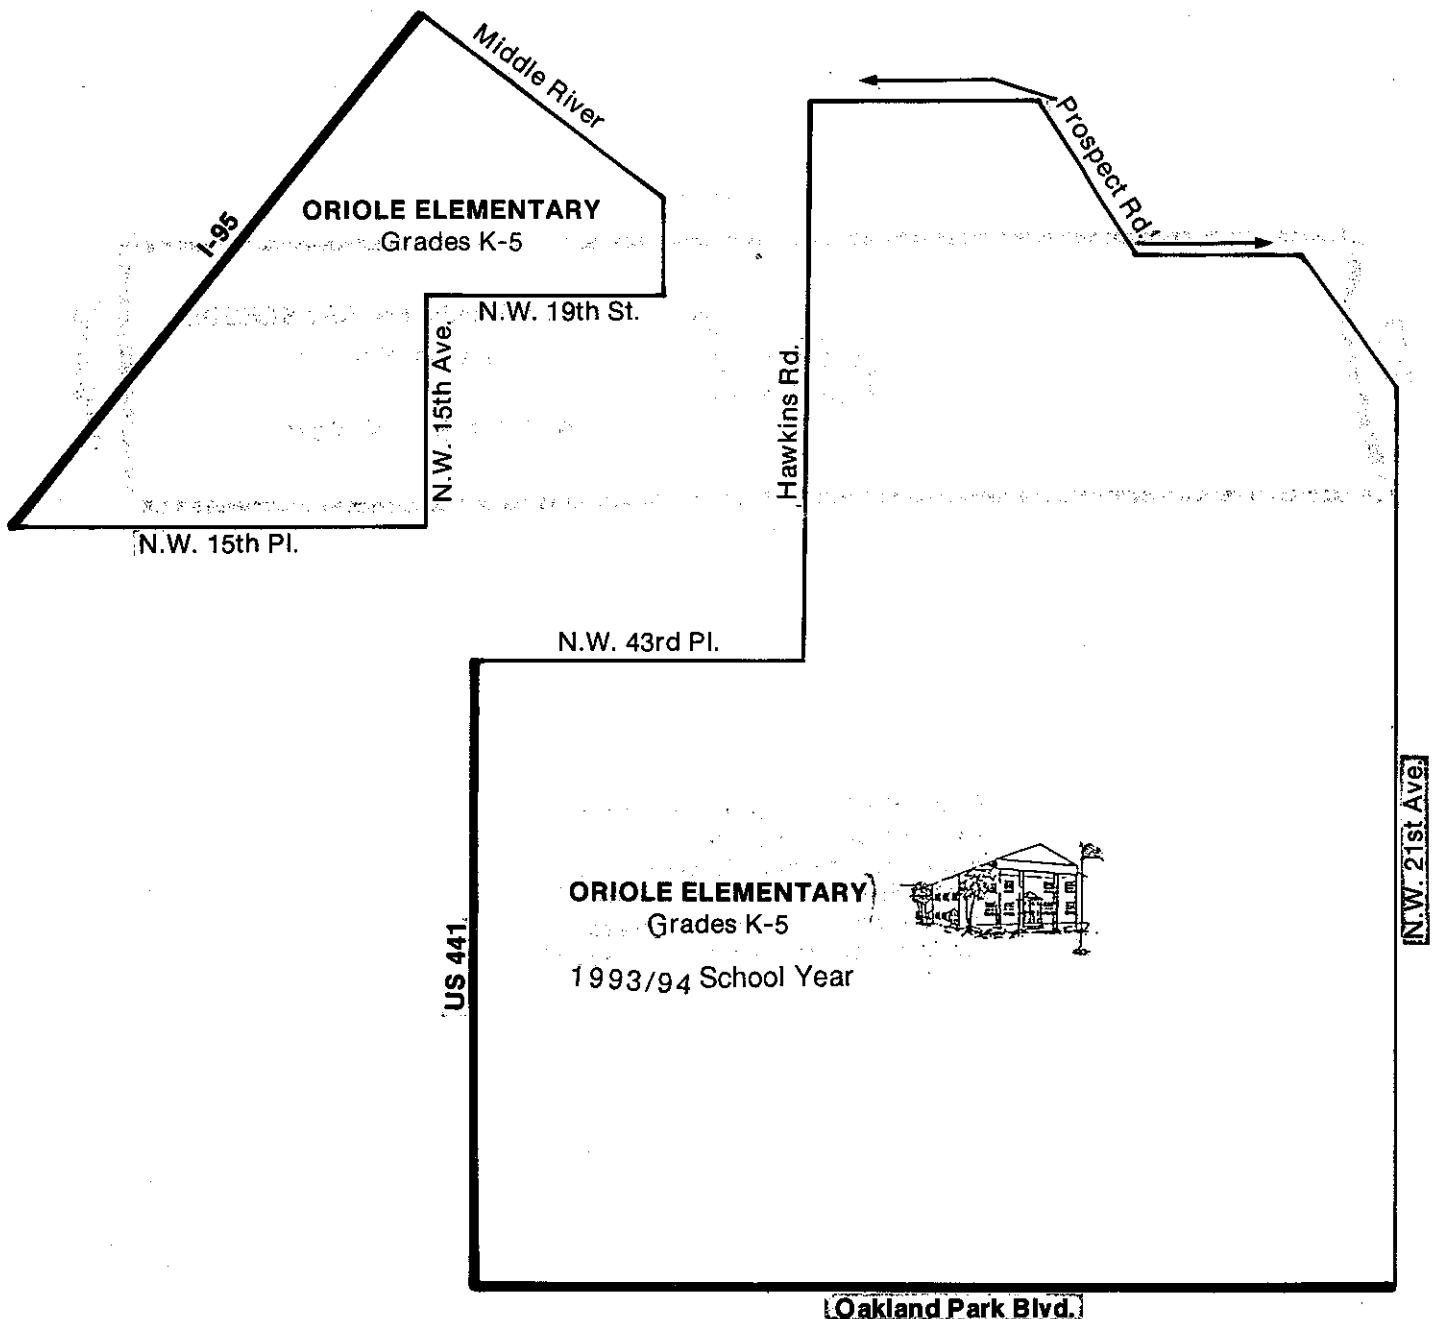 Middle River
I-95
ORIOLE ELEMENTARY
Grades K-5
N.W. 19th St.
N.W. 15th Ave.
N.W. 15th Pl.
Prospect Rd.
Hawkins Rd.
N.W. 43rd Pl.
N.W. 21st Ave.
US 441
ORIOLE ELEMENTARY
Grades K-5
1993/94 School Year
Oakland Park Blvd.